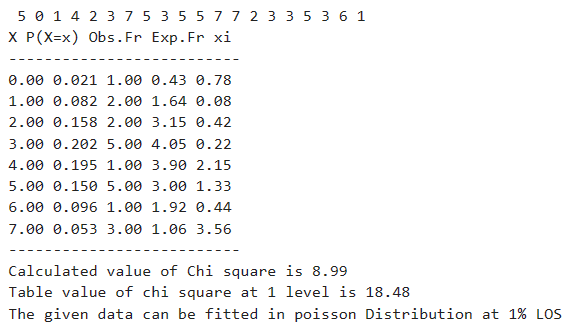 5 0 1 4 2 3 7 5 3 5 5 7 7 2 3 3 5 3 6 1
X P(X=x) Obs.Fr Exp.Fr xi
--------------------------
0.00 0.021 1.00 0.43 0.78
1.00 0.082 2.00 1.64 0.08
2.00 0.158 2.00 3.15 0.42
3.00 0.202 5.00 4.05 0.22
4.00 0.195 1.00 3.90 2.15
5.00 0.150 5.00 3.00 1.33
6.00 0.096 1.00 1.92 0.44
7.00 0.053 3.00 1.06 3.56
--------------------------
Calculated value of Chi square is 8.99
Table value of chi square at 1 level is 18.48
The given data can be fitted in poisson Distribution at 1% LOS